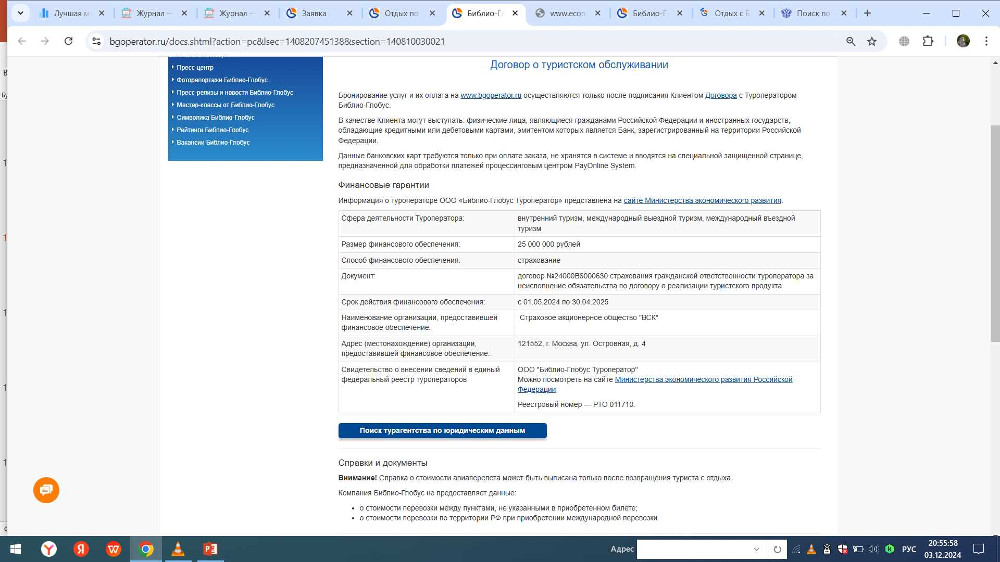 Лучшая м
Журнал —
Журнал —
Заявка
Отдых по
Библио-Гл
www.econ
Библио-Г
Отдых с Б
Поиск по
bgoperator.ru/docs.shtml?action=pc&lsec=140820745138&section=140810030021
Пресс-центр
Фоторепортажи Библио-Глобус
Пресс-релизы и новости Библио-Глобус
Мастер-классы от Библио-Глобус
Символика Библио-Глобус
Рейтинги Библио-Глобус
Вакансии Библио-Глобус
Договор о туристском обслуживании
Бронирование услуг и их оплата на www.bgoperator.ru осуществляются только после подписания Клиентом Договора с Туроператором
Библио-Глобус.
В качестве Клиента могут выступать: физические лица, являющиеся гражданами Российской Федерации и иностранных государств,
обладающие кредитными или дебетовыми картами, эмитентом которых является Банк, зарегистрированный на территории Российской
Федерации.
Данные банковских карт требуются только при оплате заказа, не хранятся в системе и вводятся на специальной защищенной странице,
предназначенной для обработки платежей процессинговым центром PayOnline System.
Финансовые гарантии
Информация о туроператоре ООО «Библио-Глобус Туроператор» представлена на сайте Министерства экономического развития.
Сфера деятельности Туроператора:
внутренний туризм, международный выездной туризм, международный въездной
туризм
Размер финансового обеспечения:
25 000 000 рублей
Способ финансового обеспечения:
страхование
Документ:
договор №24000B6000630 страхования гражданской ответственности туроператора за
неисполнение обязательства по договору о реализации туристского продукта
Срок действия финансового обеспечения:
с 01.05.2024 по 30.04.2025
Наименование организации, предоставившей
финансовое обеспечение:
Страховое акционерное общество "ВСК"
Адрес (местонахождение) организации,
предоставившей финансовое обеспечение:
121552, г. Москва, ул. Островная, д. 4
Свидетельство о внесении сведений в единый
федеральный реестр туроператоров
ООО "Библио-Глобус Туроператор"
Можно посмотреть на сайте Министерства экономического развития Российской
Федерации
Реестровый номер — РТО 011710.
Поиск турагентства по юридическим данным
Справки и документы
Внимание! Справка о стоимости авиаперелета может быть выписана только после возвращения туриста с отдыха.
Компания Библио-Глобус не предоставляет данные:
• о стоимости перевозки между пунктами, не указанными в приобретенном билете;
• о стоимости перевозки по территории РФ при приобретении международной перевозки.
Адрес
РУС
20:55:58
03.12.2024